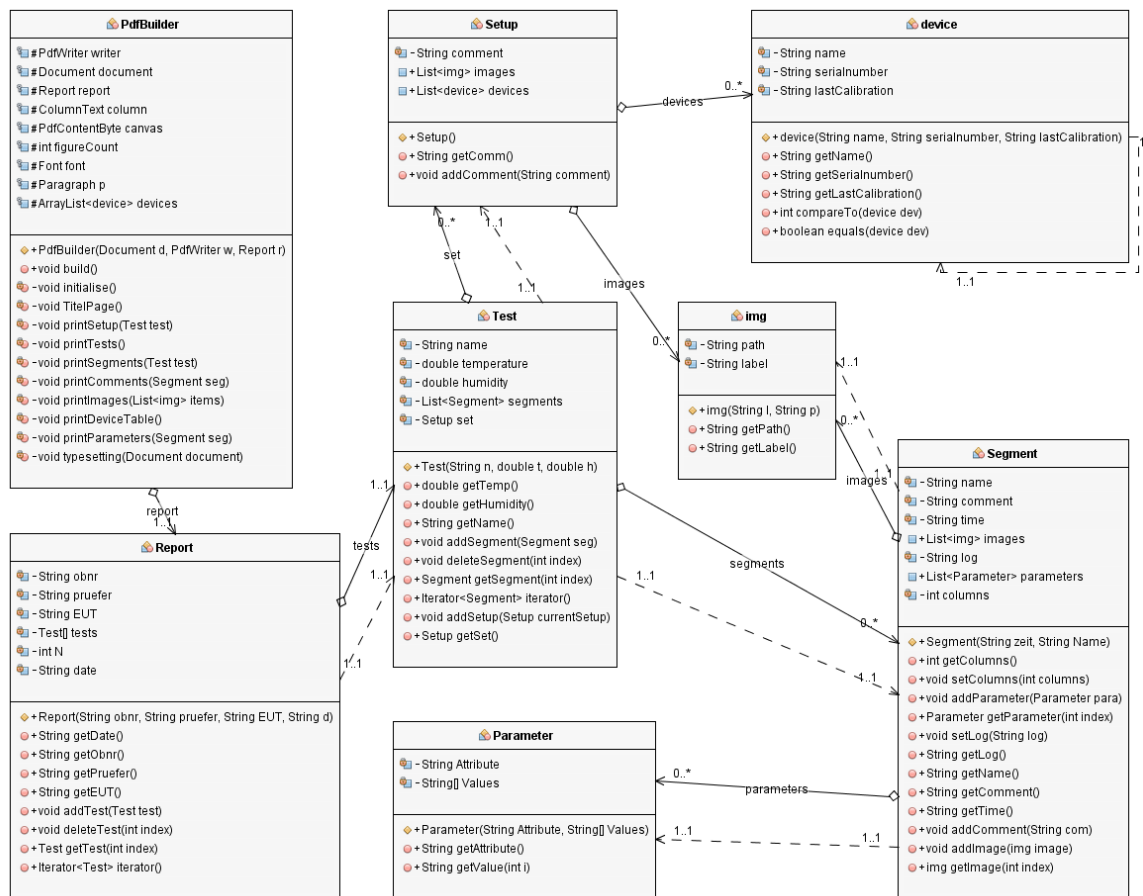 PdfBuilder
# PdfWriter writer
# Document document
# Report report
# ColumnText column
# PdfContentByte canvas
# int figureCount
# Font font
# Paragraph p
# ArrayList<device> devices
+ PdfBuilder(Document d, PdfWriter w, Report r)
+ void build()
- void initialise()
- void TitelPage()
- void printSetup(Test test)
- void printTests()
- void printSegments(Test test)
- void printComments(Segment seg)
- void printImages(List<img> items)
- void printDeviceTable()
- void printParameters(Segment seg)
- void typesetting(Document document)
report
1..1
Report
- String obnr
- String pruefer
- String EUT
- Test[] tests
- int N
- String date
+ Report(String obnr, String pruefer, String EUT, String d)
+ String getDate()
+ String getObnr()
+ String getPruefer()
+ String getEUT()
+ void addTest(Test test)
+ void deleteTest(int index)
+ Test getTest(int index)
+ Iterator<Test> iterator()
1..1
tests
1..1
1..1
Setup
- String comment
+ List<img> images
+ List<device> devices
+ Setup()
+ String getComm()
+ void addComment(String comment)
devices
0..*
0..*
1..1
set
1..1
images
0..*
Test
- String name
- double temperature
- double humidity
- List<Segment> segments
- Setup set
+ Test(String n, double t, double h)
+ double getTemp()
+ double getHumidity()
+ String getName()
+ void addSegment(Segment seg)
+ void deleteSegment(int index)
+ Segment getSegment(int index)
+ Iterator<Segment> iterator()
+ void addSetup(Setup currentSetup)
+ Setup getSet()
segments
0..*
1..1
1..1
device
- String name
- String serialnumber
- String lastCalibration
+ device(String name, String serialnumber, String lastCalibration)
+ String getName()
+ String getSerialnumber()
+ String getLastCalibration()
+ int compareTo(device dev)
+ boolean equals(device dev)
1..1
img
- String path
- String label
+ img(String l, String p)
+ String getPath()
+ String getLabel()
1..1
0..*
1..1
images
Segment
- String name
- String comment
- String time
+ List<img> images
- String log
+ List<Parameter> parameters
- int columns
+ Segment(String zeit, String Name)
+ int getColumns()
+ void setColumns(int columns)
+ void addParameter(Parameter para)
+ Parameter getParameter(int index)
+ void setLog(String log)
+ String getLog()
+ String getName()
+ String getComment()
+ String getTime()
+ void addComment(String com)
+ void addImage(img image)
+ img getImage(int index)
Parameter
- String Attribute
- String[] Values
+ Parameter(String Attribute, String[] Values)
+ String getAttribute()
+ String getValue(int i)
0..*
parameters
1..1
1..1